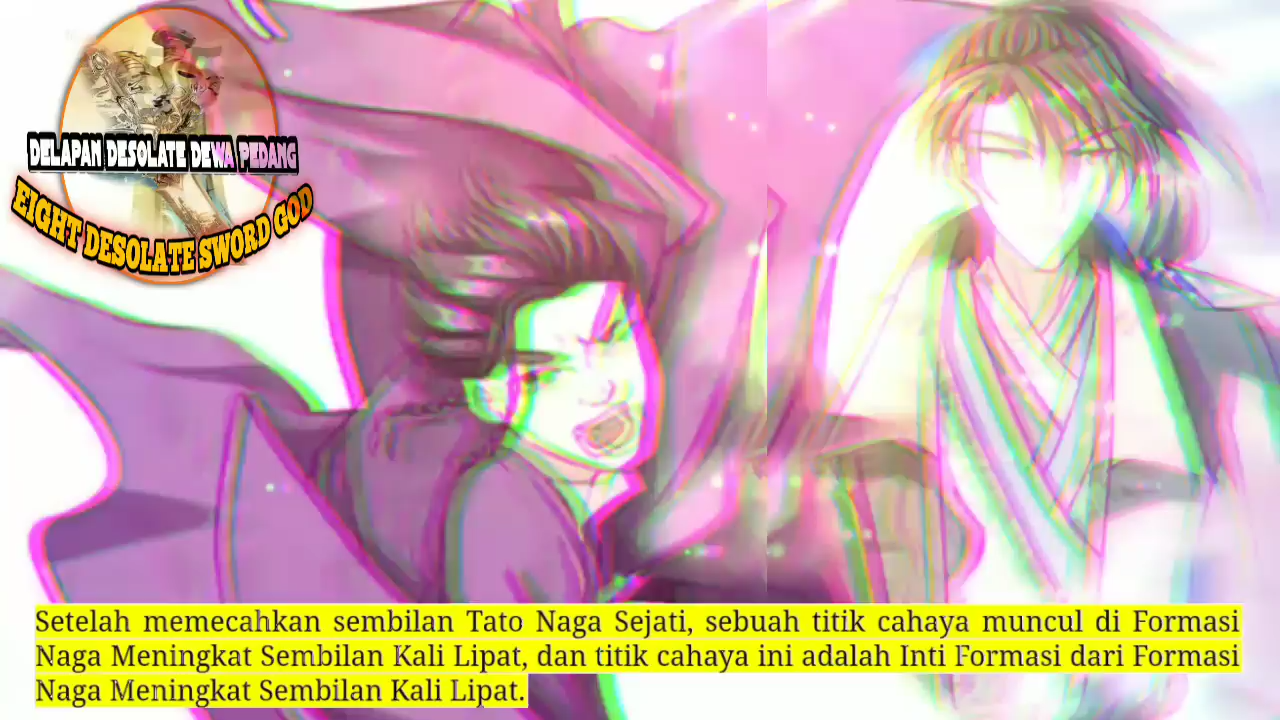 DELAPAN DESOLATE DEWA PEDANG
EIGHT DESOLATE SWORD GOD
Setelah memecahkan sembilan Tato Naga Sejati, sebuah titik cahaya muncul di Formasi
Naga Meningkat Sembilan Kali Lipat, dan titik cahaya ini adalah Inti Formasi dari Formasi
Naga Meningkat Sembilan Kali Lipat.